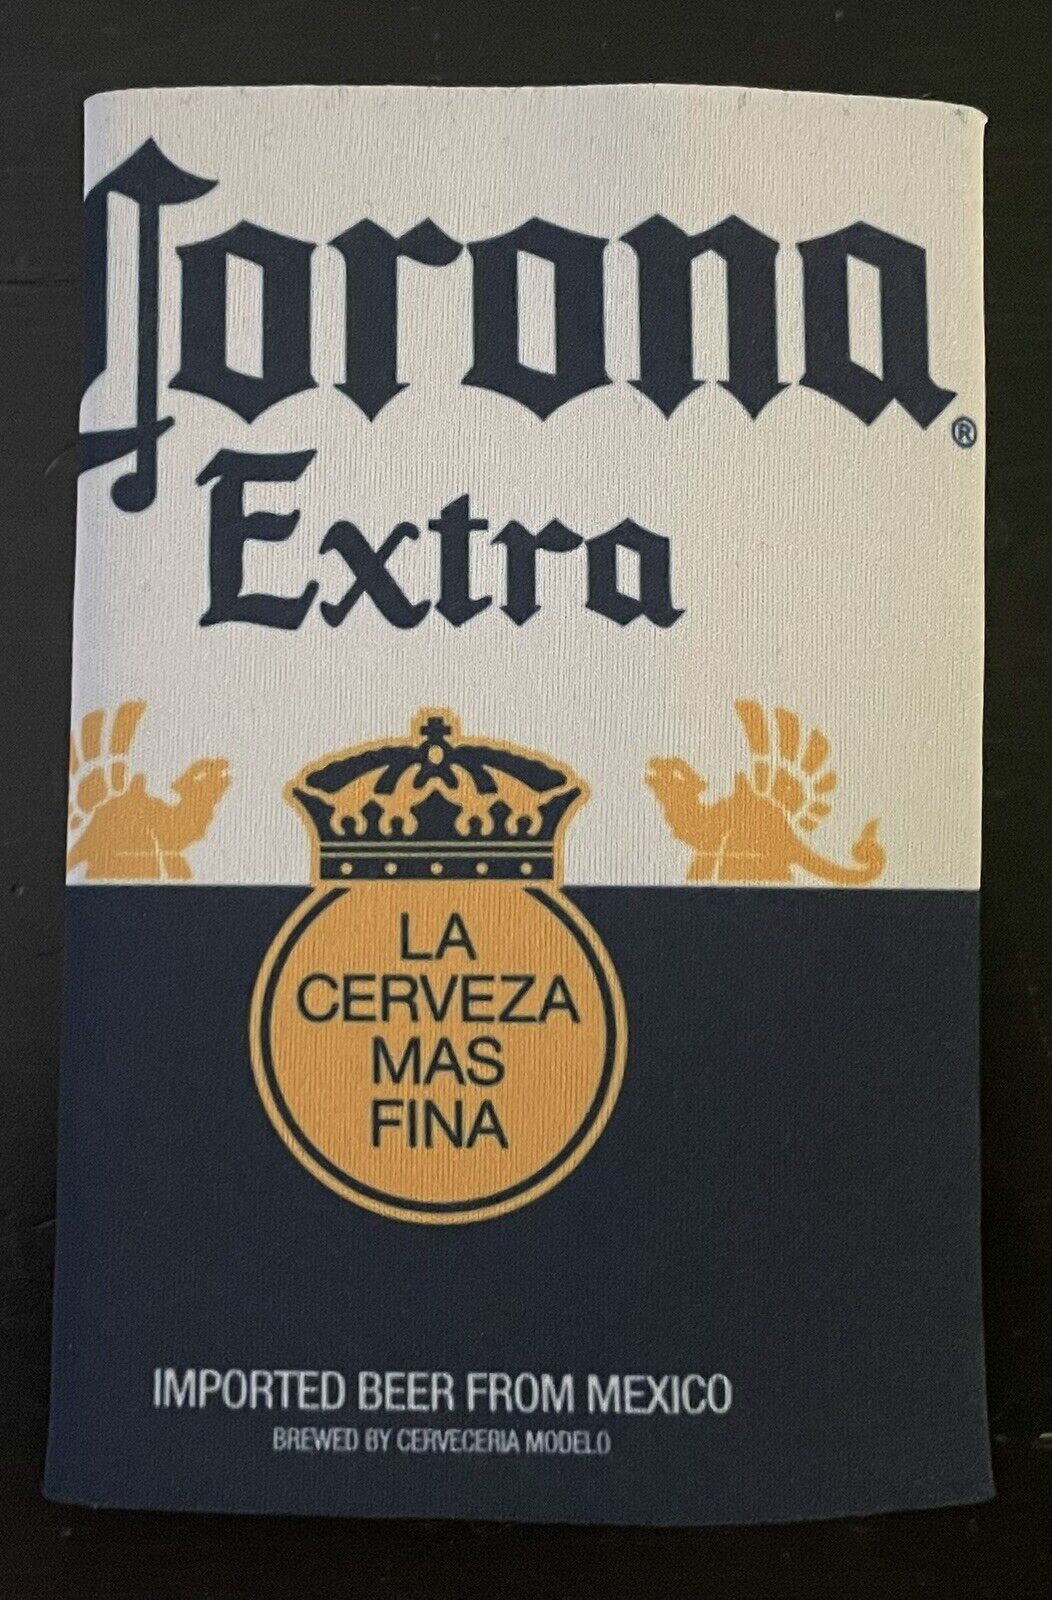 Corona®
Extra
LA
CERVEZA
MAS
FINA
IMPORTED BEER FROM MEXICO
BREWED BY CERVECERIA MODELO